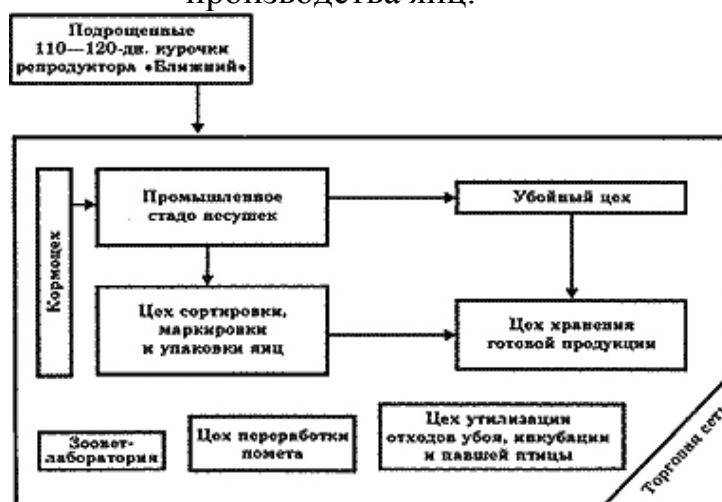 производства яиц.
Подрощенные
110—120-дн. курочки
репродуктора «Ближний»
Кормоцех
Промышленное
стадо несушек
Убойный цех
Цех сортировки,
маркировки
и упаковки яиц
Цех хранения
готовой продукции
Зоовет-
лаборатория
Цех переработки
помета
Цех утилизации
отходов убоя, инкубации
и павшей птицы
Торговая сеть